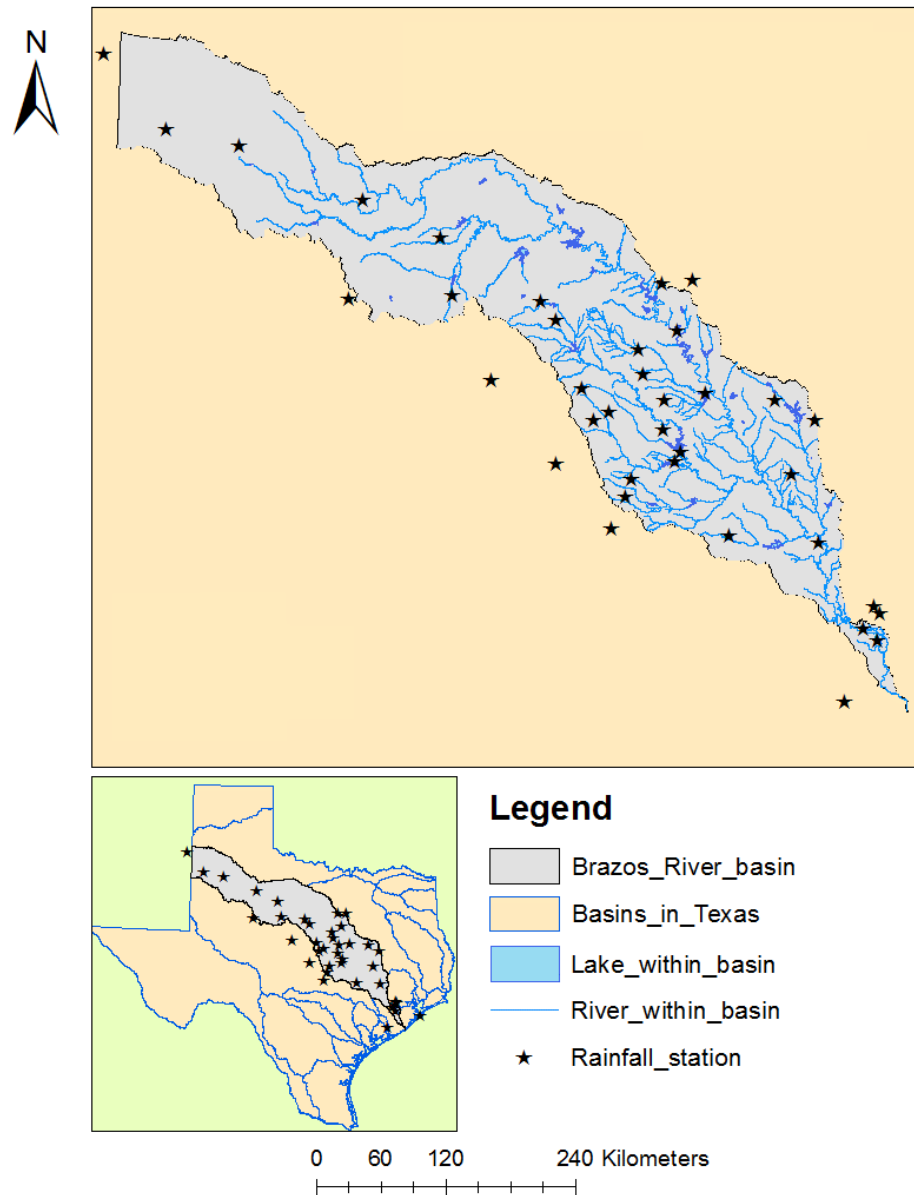 N
Legend
Brazos_River_basin
Basins_in_Texas
Lake_within_basin
River_within_basin
Rainfall_station
0 60 120 240 Kilometers